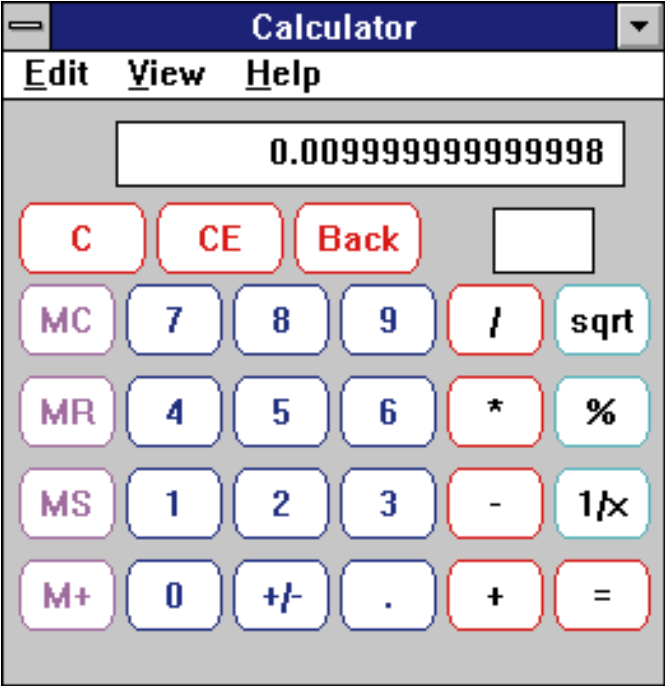 Calculator
Edit View Help
0.009999999999998
C CE Back
MC 7 8 9 / sqrt
MR 4 5 6 * %
MS 1 2 3 - 1/x
M+ 0 +/- . + =